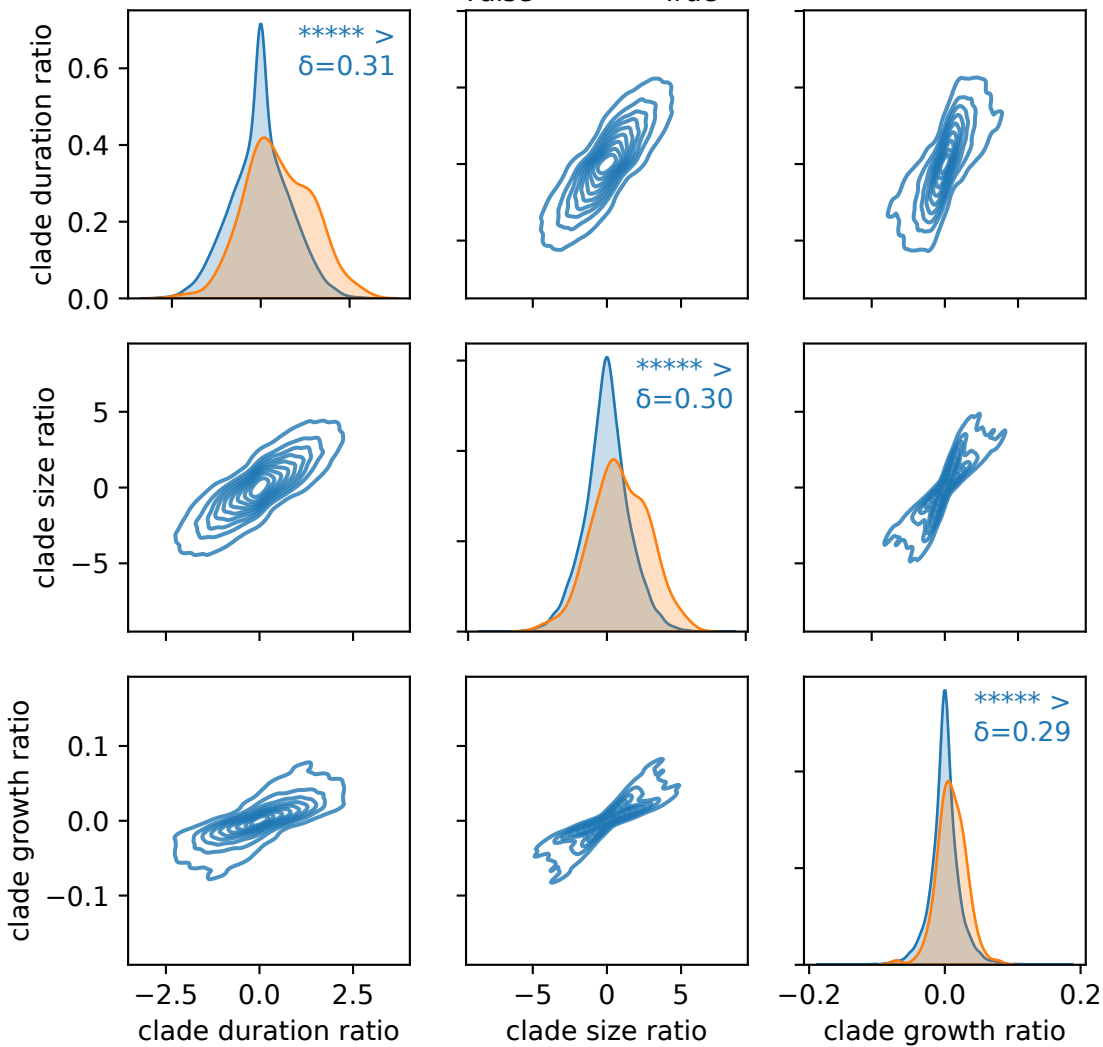 ***** >
δ=0.31
clade duration ratio
0.6
0.4
0.2
0.0
***** >
δ=0.30
clade size ratio
5
0
−5
***** >
δ=0.29
clade growth ratio
0.1
0.0
−0.1
−2.5 0.0 2.5
−5 0 5
−0.2 0.0 0.2
clade duration ratio
clade size ratio
clade growth ratio